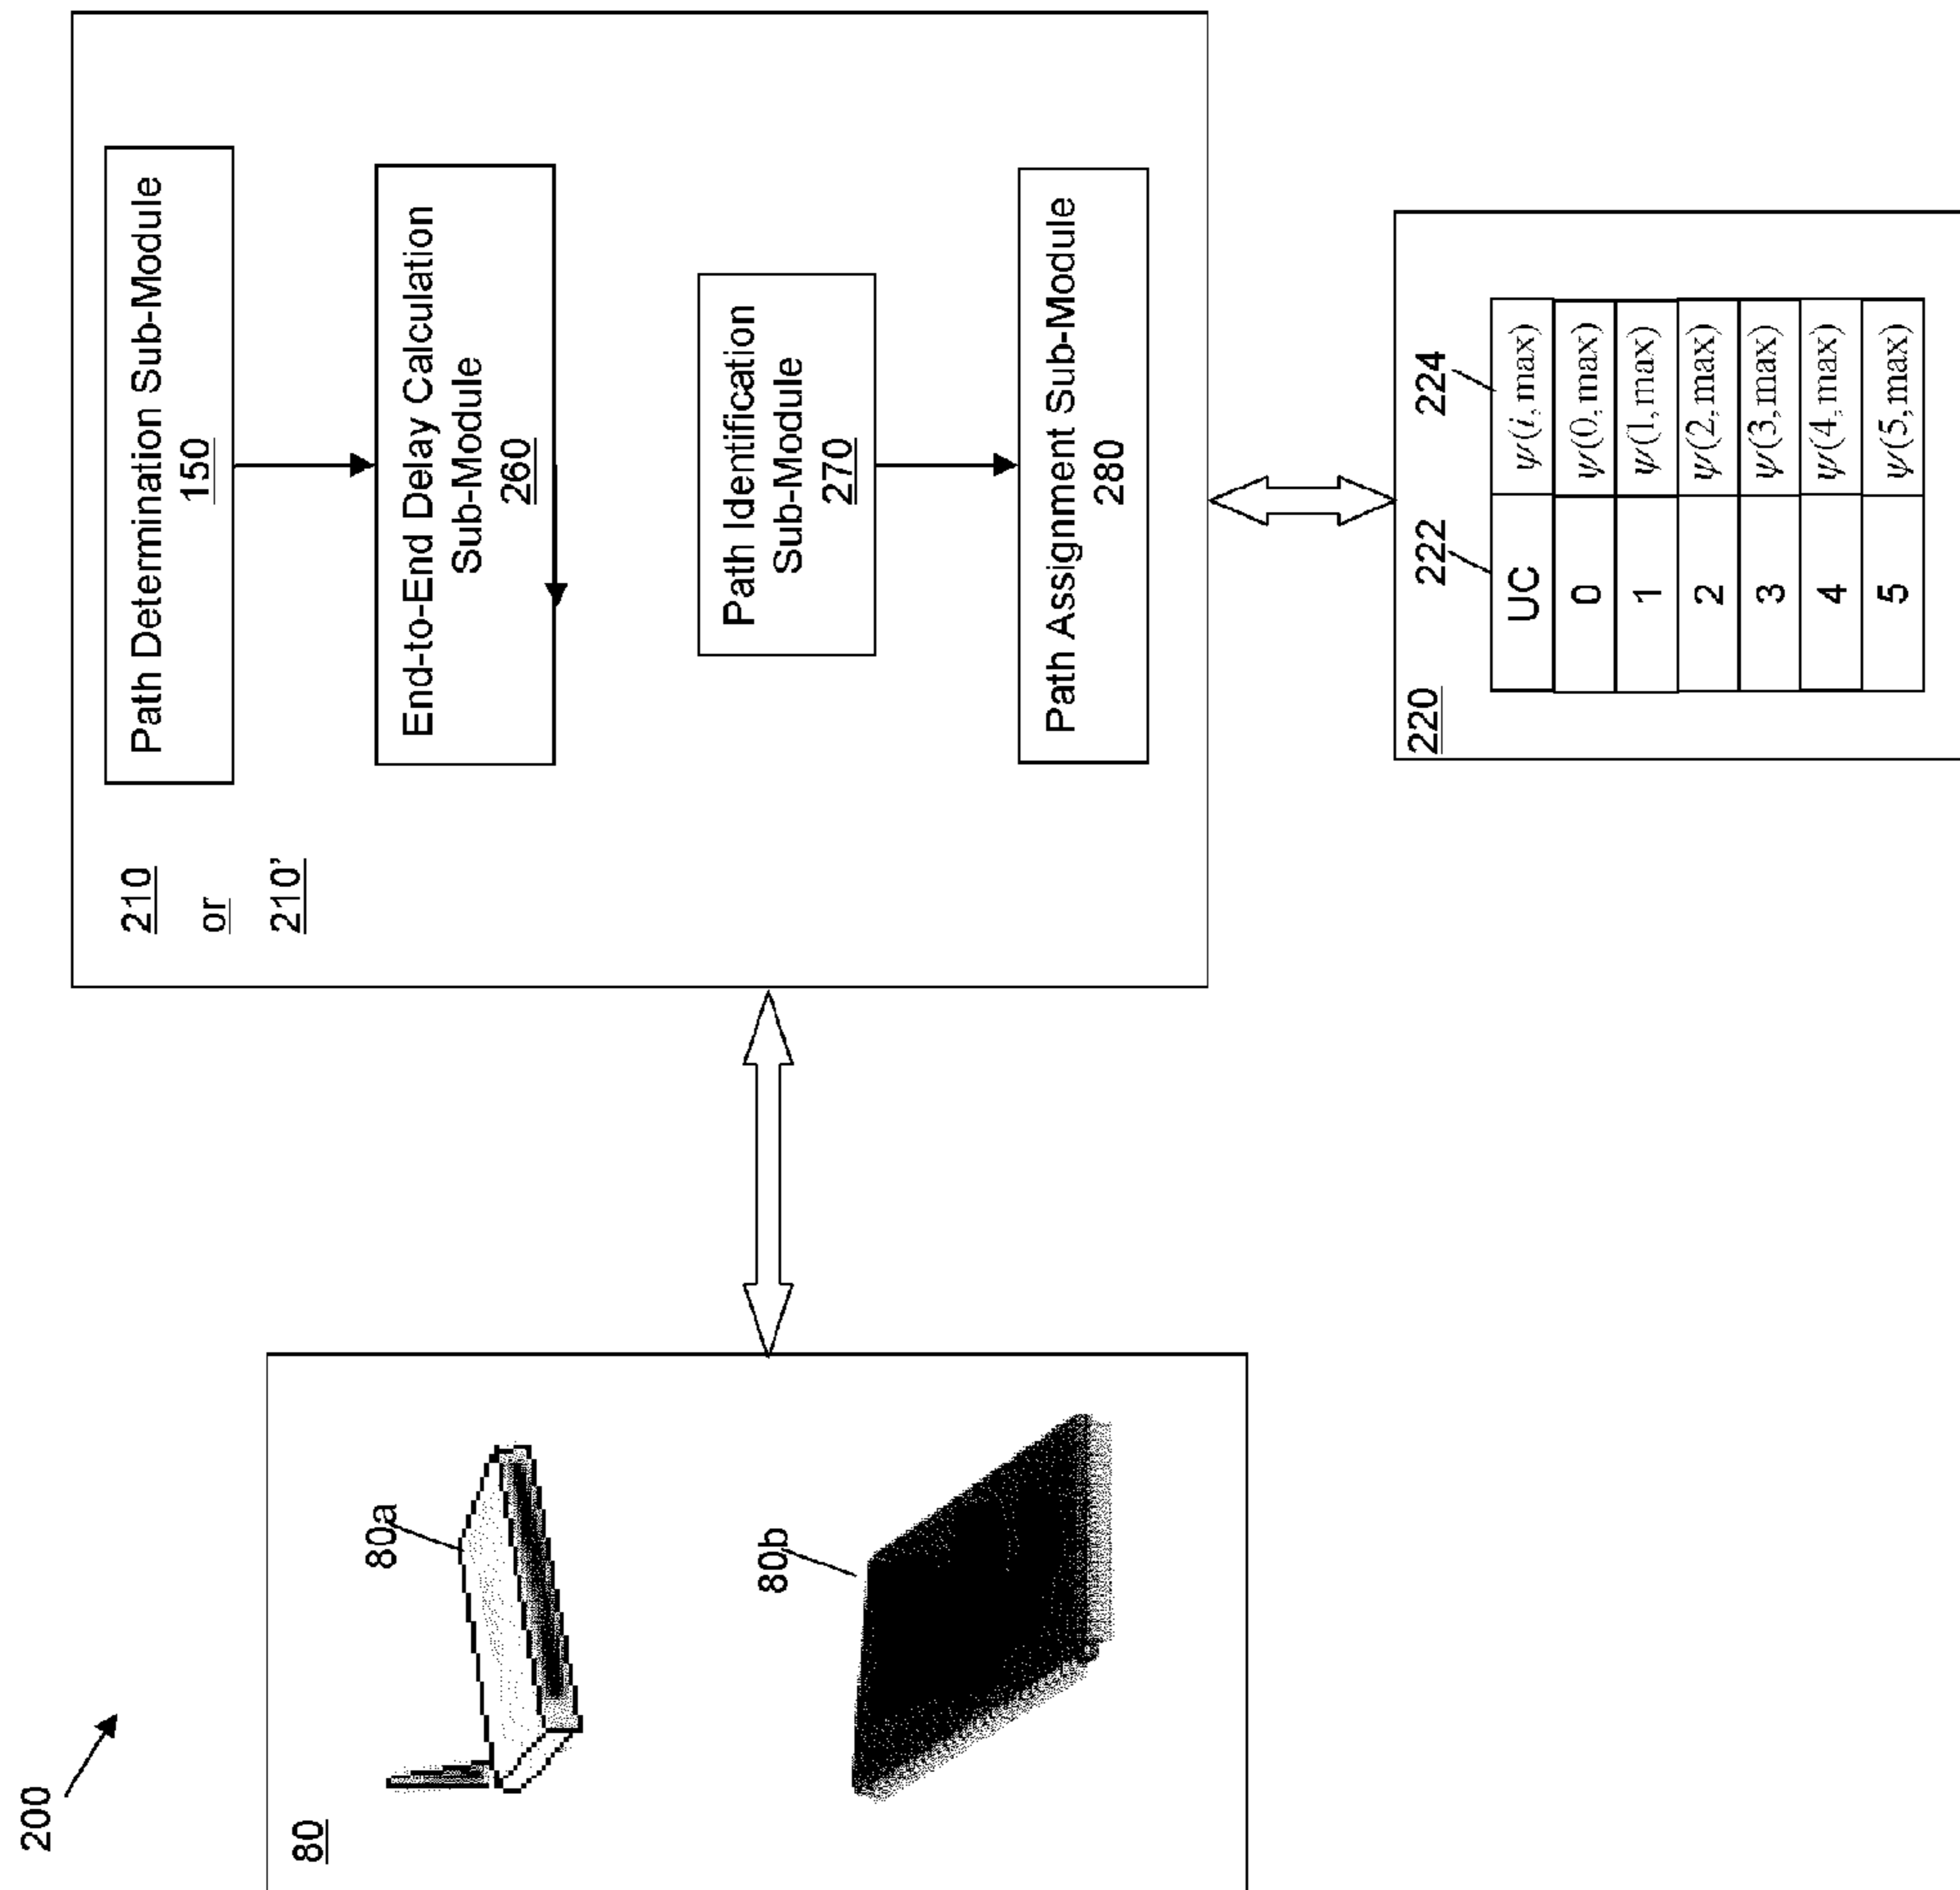 200
80
80a
80b
210
or
210'
Path Determination Sub-Module
150
End-to-End Delay Calculation
Sub-Module
260
Path Identification
Sub-Module
270
Path Assignment Sub-Module
280
220
222
224
UC ψ(i,max)
0 ψ(0,max)
1 ψ(1,max)
2 ψ(2,max)
3 ψ(3,max)
4 ψ(4,max)
5 ψ(5,max)